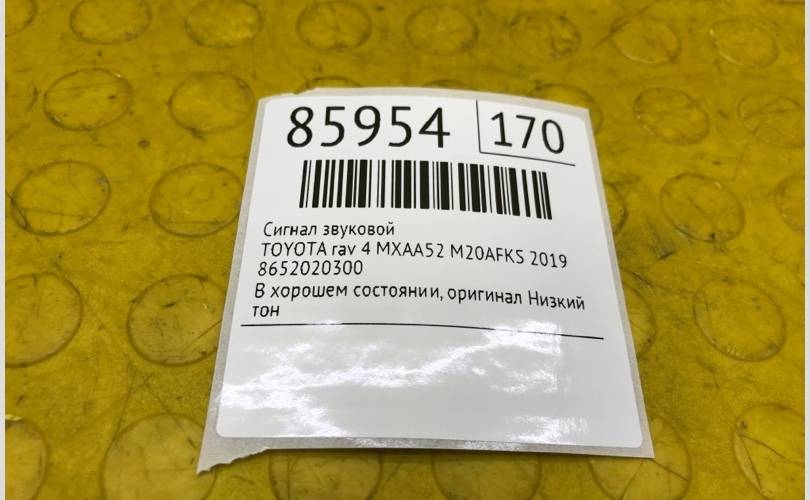 85954 170
Сигнал звуковой
TOYOTA rav 4 MXAA52 M20AFKS 2019
8652020300
В хорошем состоянии, оригинал Низкий
тон